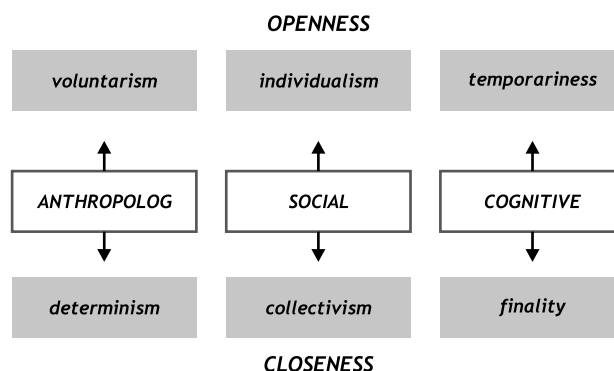 OPENNESS
voluntarism individualism temporariness
ANTHROPOLOG SOCIAL COGNITIVE
determinism collectivism finality
CLOSENESS